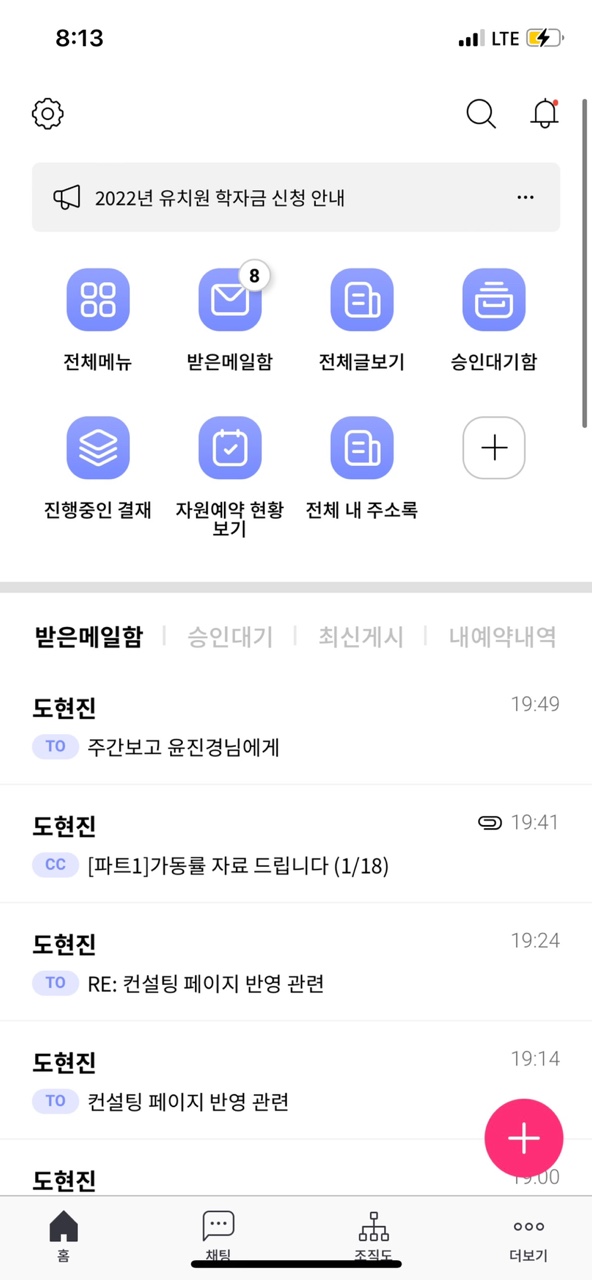 8:13
LTE
2022년 유치원 학자금 신청 안내
8
전체메뉴 받은메일함 전체글보기 승인대기함
진행중인 결재 자원예약 현황 전체 내 주소록
보기
받은메일함 승인대기 최신게시 내예약내역
도현진 19:49
TO 주간보고 윤진경님에게
도현진 19:41
CC [파트1]가동률 자료 드립니다 (1/18)
도현진 19:24
TO RE: 컨설팅 페이지 반영 관련
도현진 19:14
TO 컨설팅 페이지 반영 관련
도현진 19:00
홈 채팅 조직도 더보기